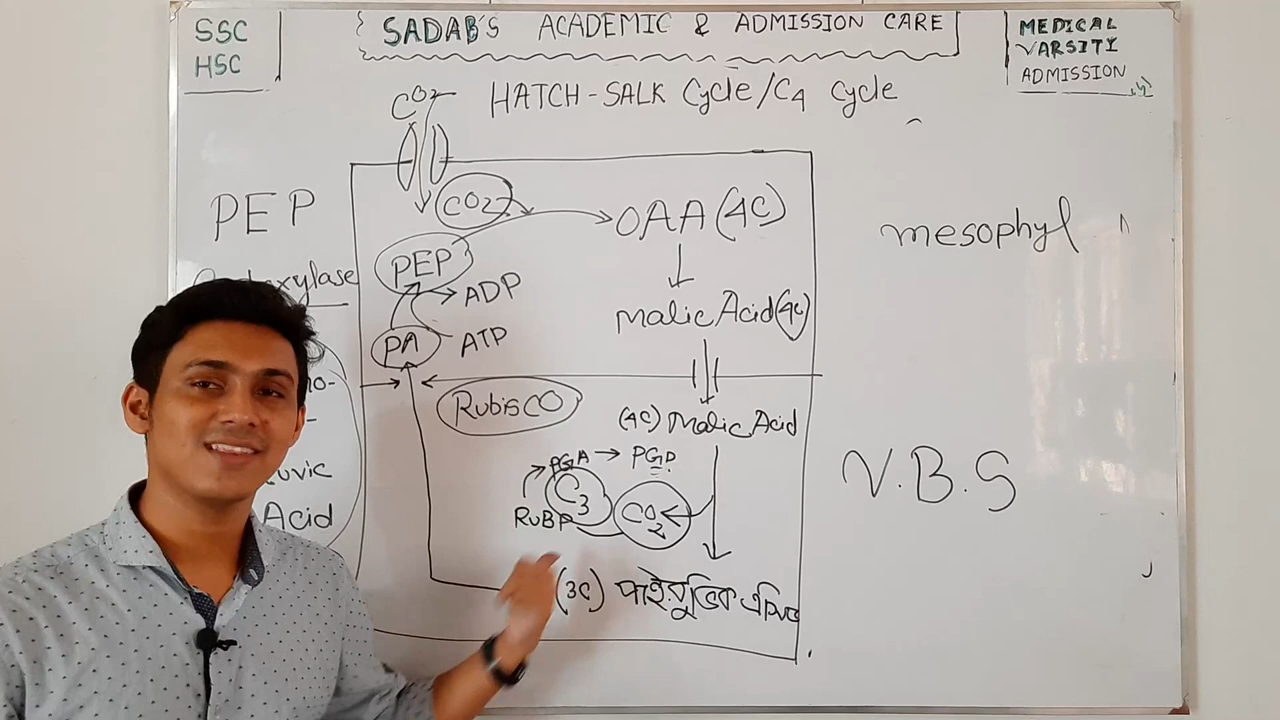 SSC
HSC
SADAB'S ACADEMIC & ADMISSION CARE
MEDICAL
VARSITY
ADMISSION
HATCH-SALK Cycle/C4 Cycle
CO2
PEP
CO2
OAA (4C)
mesophyl
PEP
ADP
Malic Acid (4C)
PA
ATP
RubisCO
(4C) Malic Acid
PGA → PGD
C3
CO2
RuBP
V.B.S
Acid
(3C) পাইরুভিক এসিড